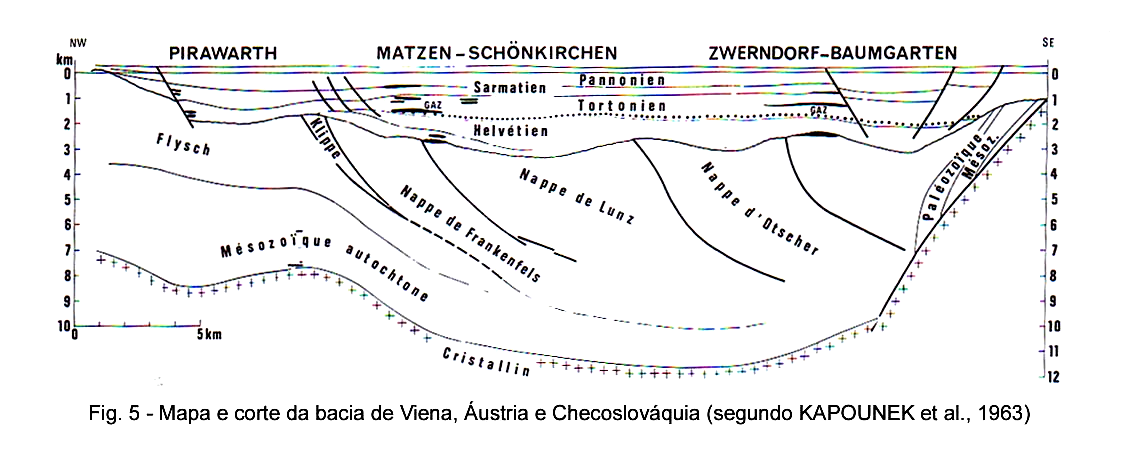 NW
SE
PIRAWARTH MATZEN-SCHÖNKIRCHEN ZWERNDORF-BAUMGARTEN
km
0
1
2
3
4
5
6
7
8
9
10
0
1
2
3
4
5
6
7
8
9
10
11
12
Pannonien
Sarmatien
GAZ
Tortonien
GAZ
Helvétien
Flysch
Klippe
Nappe de Frankenfels
Nappe de Lunz
Nappe d'Otscher
Paléozoïque
Mésoz.
Mésozoïque autochtone
Cristallin
0 5km
Fig. 5 - Mapa e corte da bacia de Viena, Áustria e Checoslováquia (segundo KAPOUNEK et al., 1963)